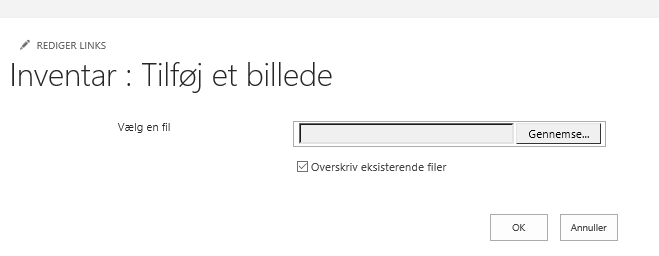 REDIGER LINKS
Inventar : Tilføj et billede
Vælg en fil
Gennemse...
Overskriv eksisterende filer
OK
Annuller